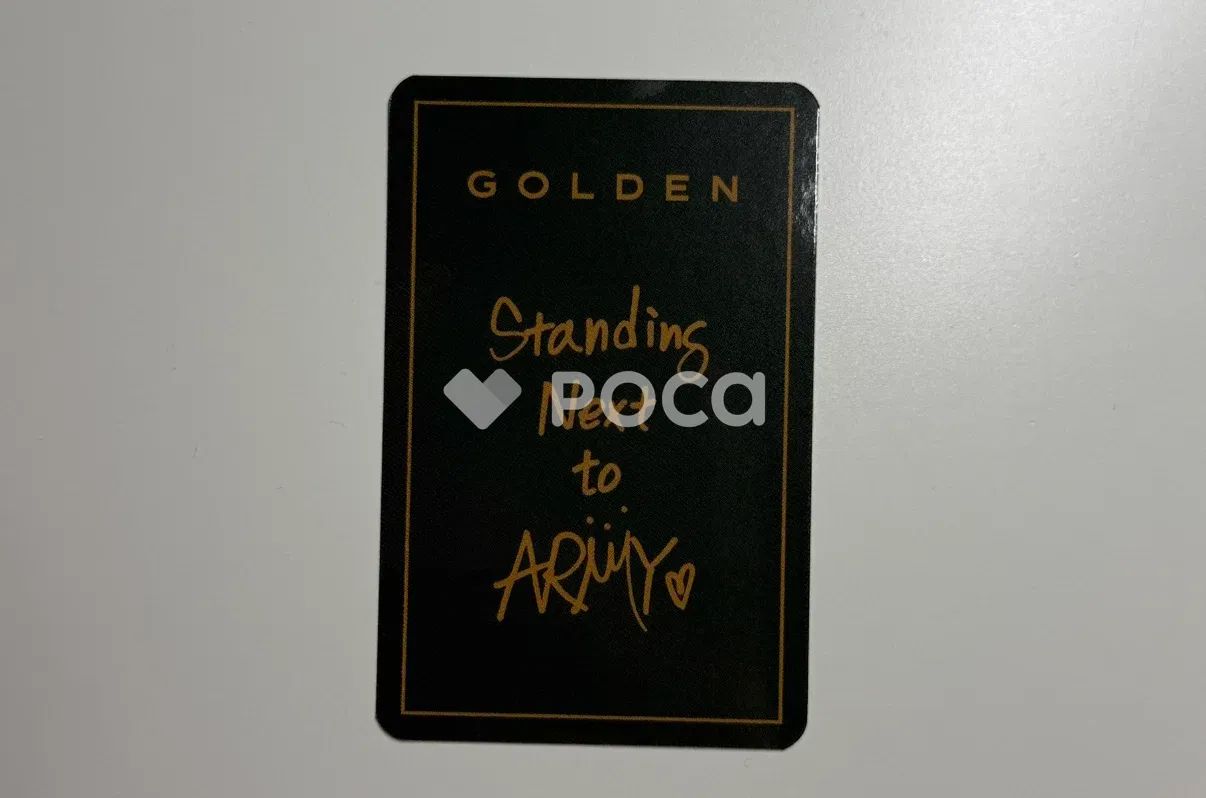 GOLDEN
Standing
Next
POCA
to
ARMY